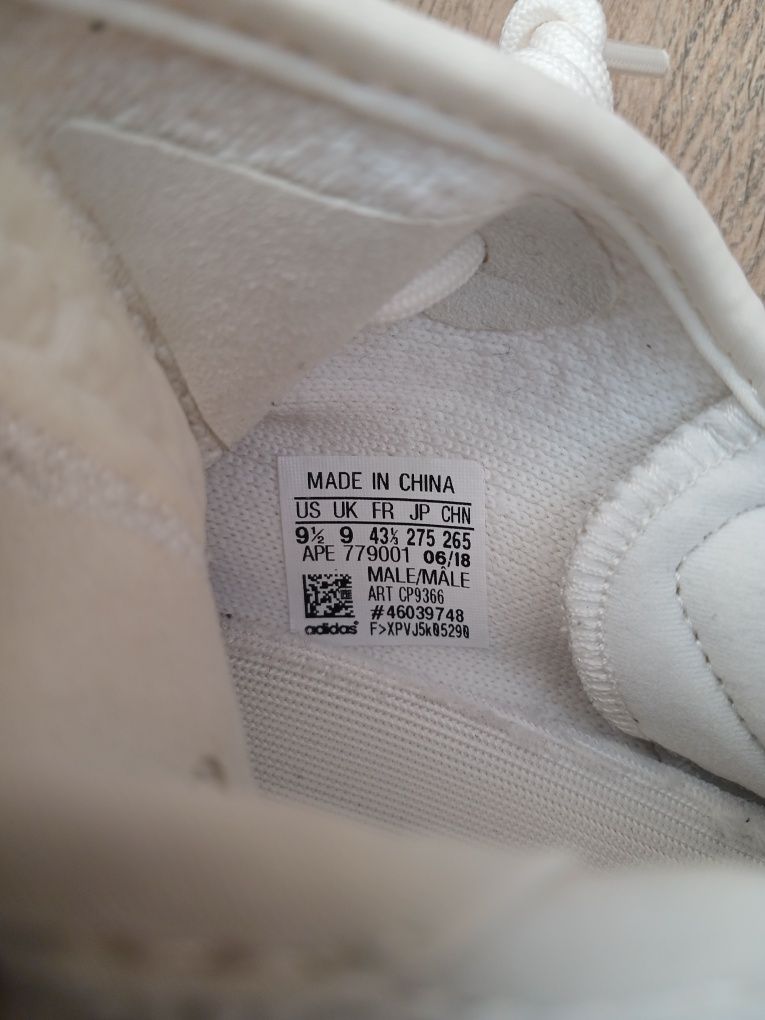 MADE IN CHINA
US UK FR JP CHN
9½ 9 43⅓ 275 265
APE 779001 06/18
MALE/MÂLE
ART CP9366
#46039748
adidas F>XPVJ5k05290